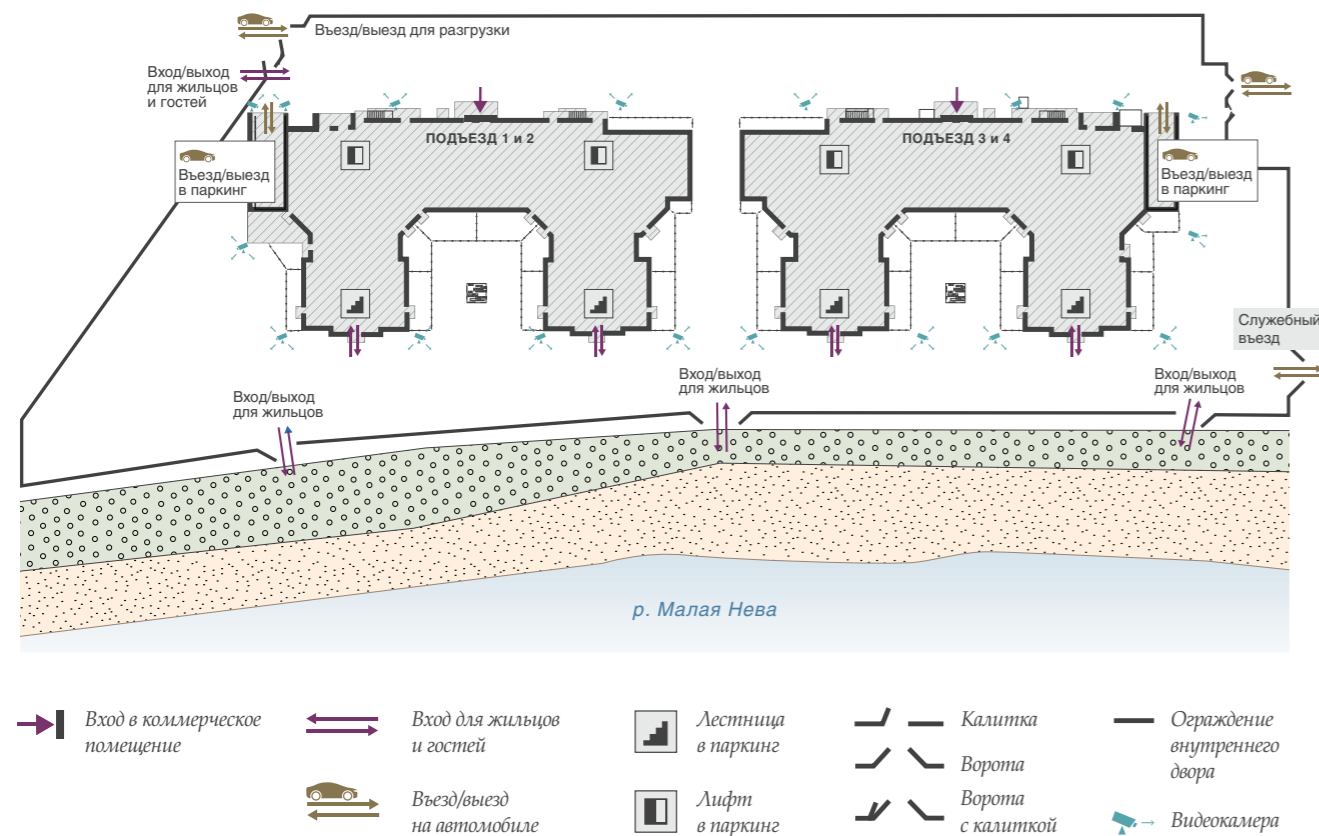 Въезд/выезд для разгрузки
Вход/выход
для жильцов
и гостей
ПОДЪЕЗД 1 и 2
ПОДЪЕЗД 3 и 4
Въезд/выезд
в паркинг
Въезд/выезд
в паркинг
Служебный
въезд
Вход/выход
для жильцов
Вход/выход
для жильцов
Вход/выход
для жильцов
р. Малая Нева
Вход в коммерческое
помещение
Вход для жильцов
и гостей
Въезд/выезд
на автомобиле
Лестница
в паркинг
Лифт
в паркинг
Калитка
Ворота
Ворота
с калиткой
Ограждение
внутреннего
двора
Видеокамера